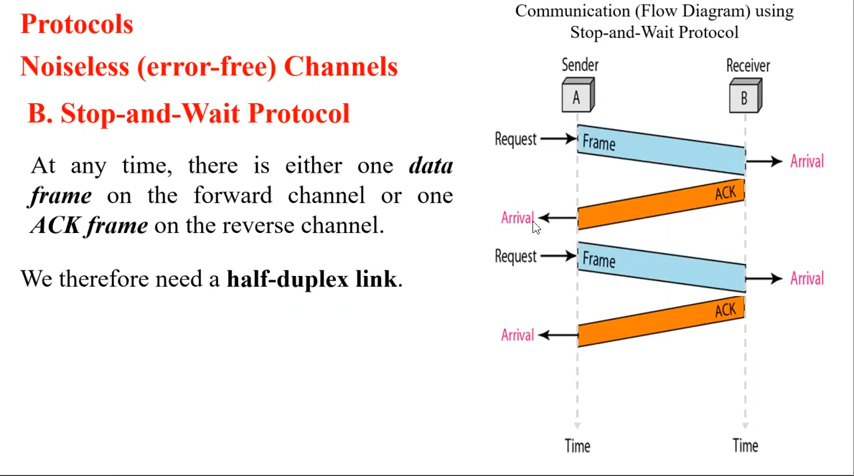 Protocols
Noiseless (error-free) Channels
B. Stop-and-Wait Protocol
At any time, there is either one data
frame on the forward channel or one
ACK frame on the reverse channel.
We therefore need a half-duplex link.
Communication (Flow Diagram) using
Stop-and-Wait Protocol
Sender
Receiver
A
B
Request
Frame
Arrival
ACK
Arrival
Request
Frame
Arrival
ACK
Arrival
Time
Time